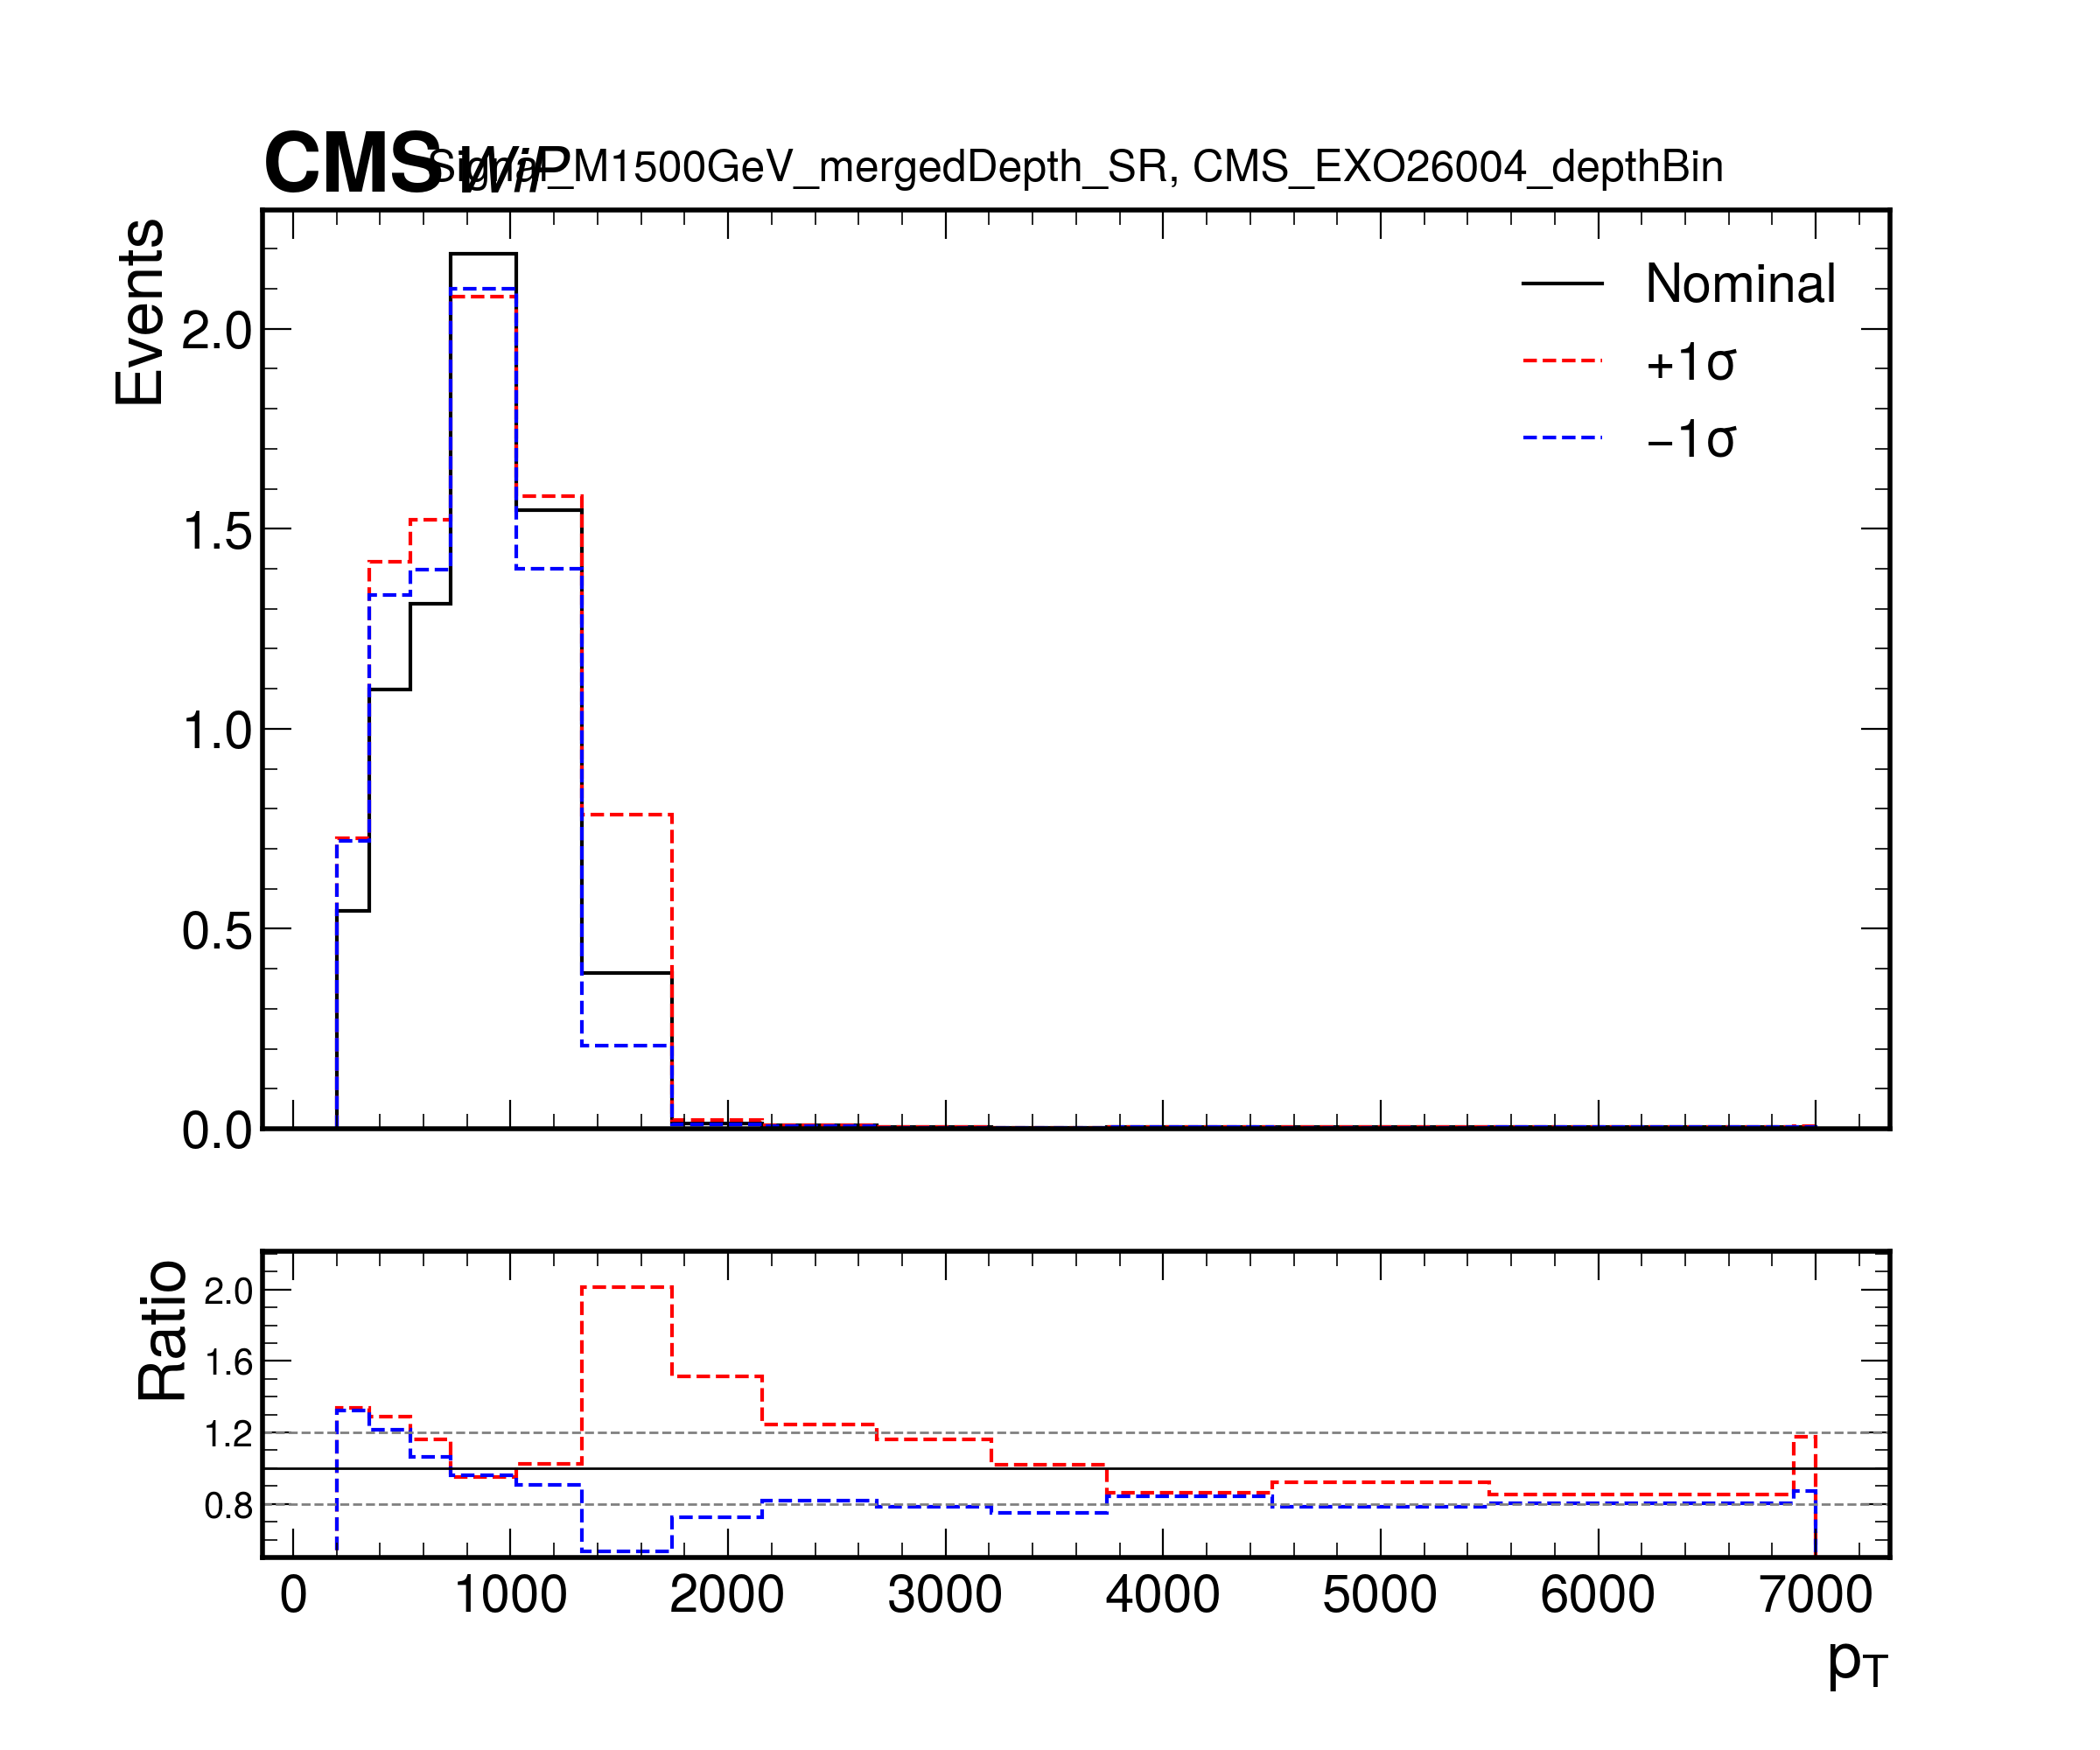 CMS WiP Signal_M1500GeV_mergedDepth_SR, CMS_EXO26004_depthBin
Events
2.0
1.5
1.0
0.5
0.0
Nominal
+1σ
−1σ
Ratio
2.0
1.6
1.2
0.8
0 1000 2000 3000 4000 5000 6000 7000
pT